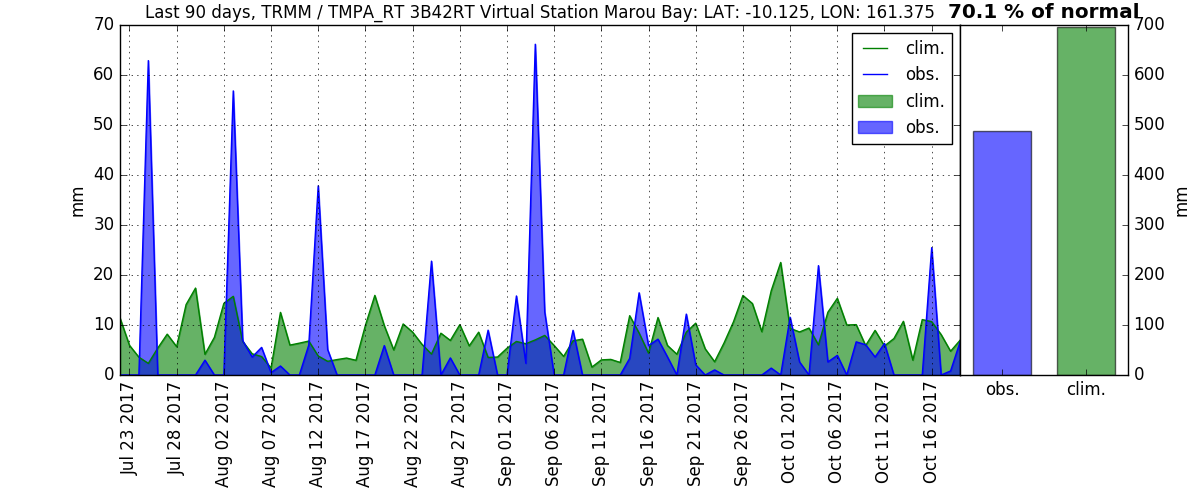 Last 90 days, TRMM / TMPA_RT 3B42RT Virtual Station Marou Bay: LAT: -10.125, LON: 161.375 70.1 % of normal
70
60
50
40
30
20
10
0
mm
clim.
obs.
clim.
obs.
700
600
500
400
300
200
100
0
mm
Jul 23 2017
Jul 28 2017
Aug 02 2017
Aug 07 2017
Aug 12 2017
Aug 17 2017
Aug 22 2017
Aug 27 2017
Sep 01 2017
Sep 06 2017
Sep 11 2017
Sep 16 2017
Sep 21 2017
Sep 26 2017
Oct 01 2017
Oct 06 2017
Oct 11 2017
Oct 16 2017
obs. clim.